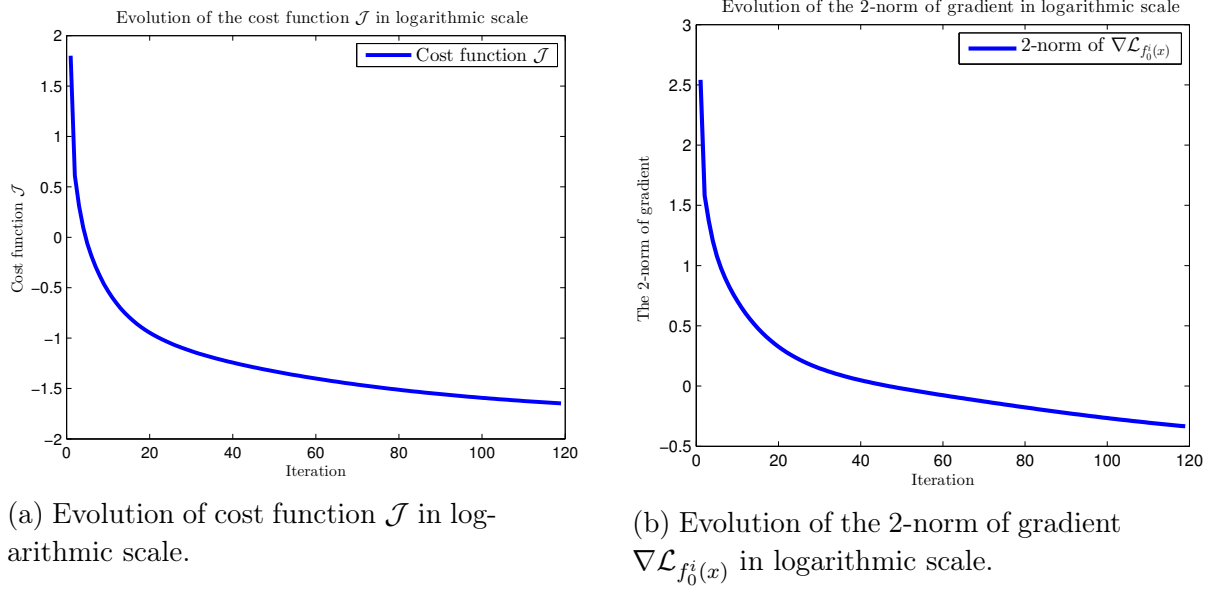 Evolution of the cost function 𝒥 in logarithmic scale
2
1.5
1
0.5
0
−0.5
−1
−1.5
−2
Cost function 𝒥
Cost function 𝒥
0 20 40 60 80 100 120
Iteration
(a) Evolution of cost function 𝒥 in log-
arithmic scale.
Evolution of the 2-norm of gradient in logarithmic scale
3
2.5
2
1.5
1
0.5
0
−0.5
The 2-norm of gradient
2-norm of ∇ℒ_{f_0^i(x)}
0 20 40 60 80 100 120
Iteration
(b) Evolution of the 2-norm of gradient
∇ℒ_{f_0^i(x)} in logarithmic scale.